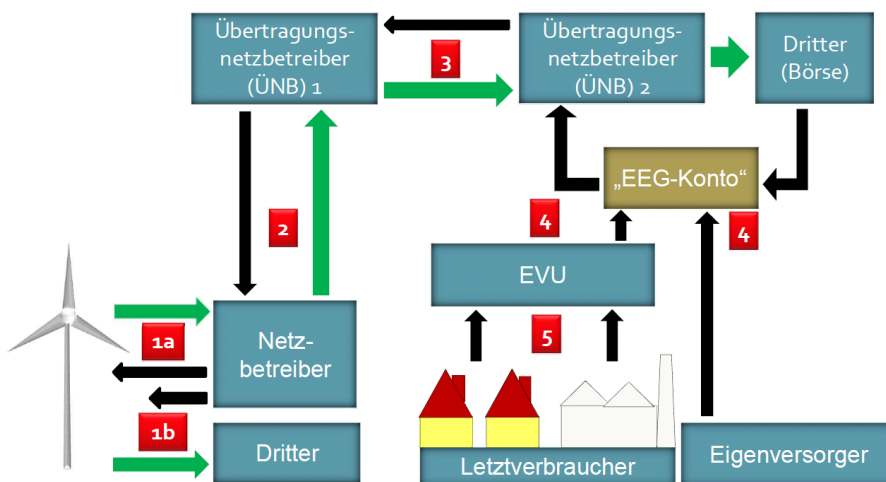 Übertragungs-
netzbetreiber
(ÜNB) 1
3
Übertragungs-
netzbetreiber
(ÜNB) 2
Dritter
(Börse)
„EEG-Konto“
2
4
4
EVU
1a
Netz-
betreiber
5
1b
Dritter
Letztverbraucher
Eigenversorger